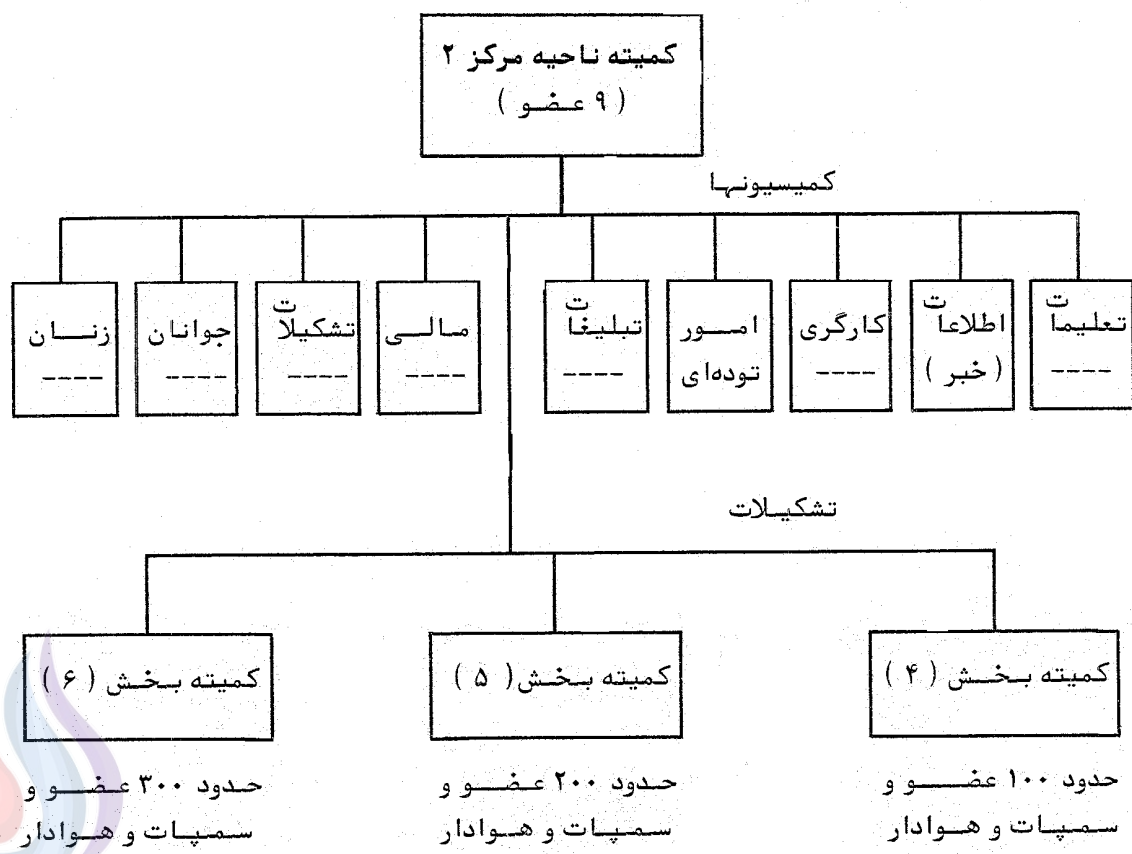 کمیته ناحیه مرکز ۲
( ۹ عضو )
کمیسیونها
تعلیمات
----
اطلاعات
( خبر )
کارگری
----
امور
توده‌ای
تبلیغات
----
مالی
----
تشکیلات
----
جوانان
----
زنان
----
تشکیلات
کمیته بخش ( ۴ )
حدود ۱۰۰ عضو و
سمپات و هوادار
کمیته بخش ( ۵ )
حدود ۲۰۰ عضو و
سمپات و هوادار
کمیته بخش ( ۶ )
حدود ۳۰۰ عضو و
سمپات و هوادار